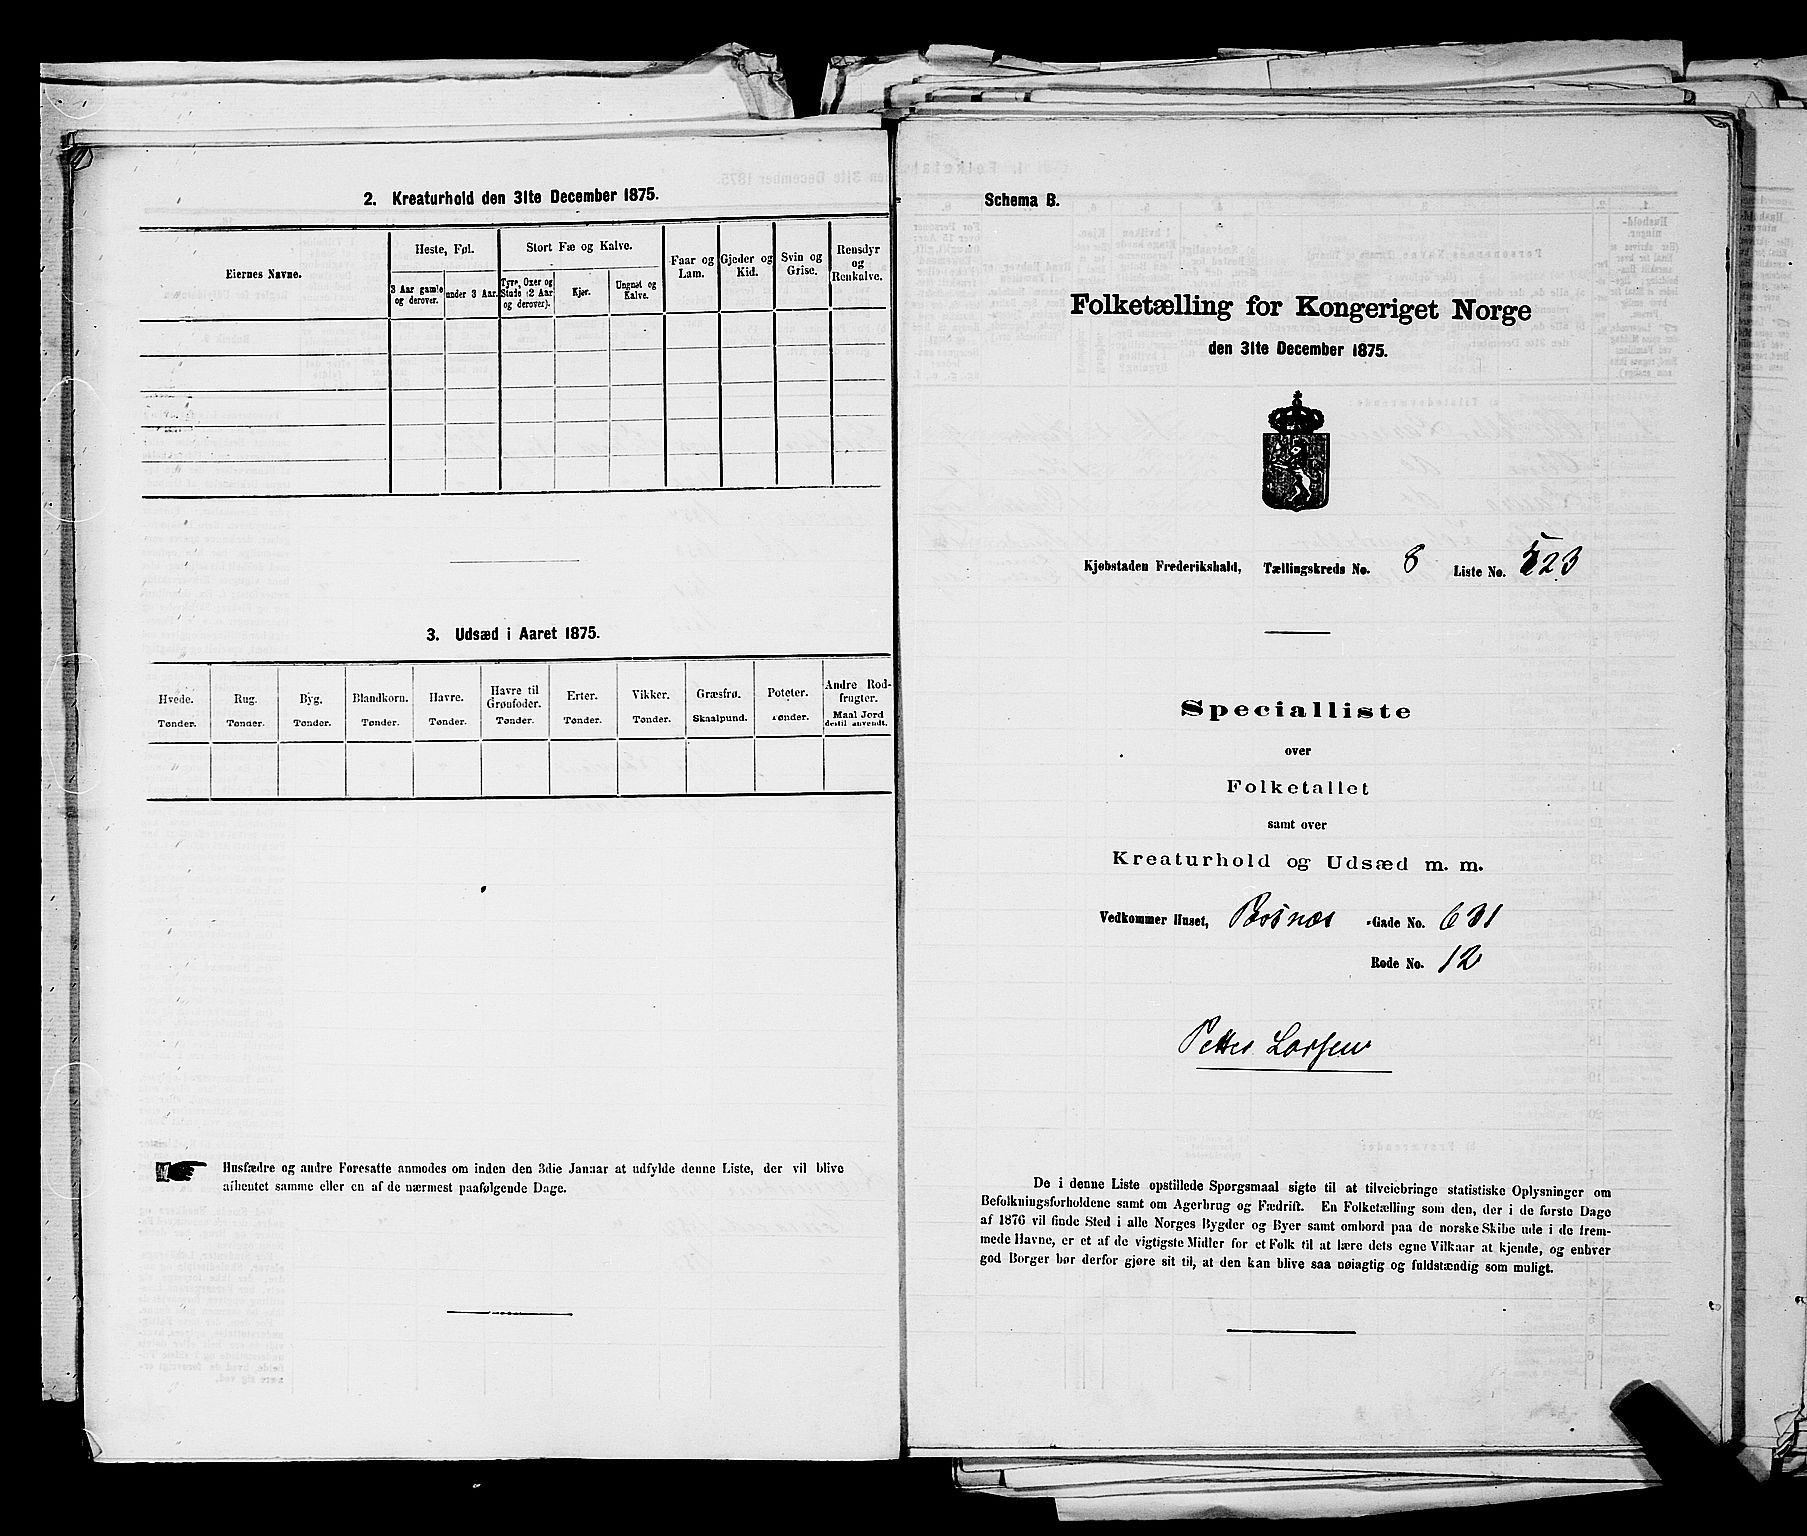 2. Kreaturhold den 31te December 1875.
Eiernes Navne.
Heste, Føl.
Stort Fæ og Kalve.
Faar og Lam.
Gjeder og Kid.
Svin og Grise.
Rensdyr og Renkalve.
3 Aar gamle og derover.
under 3 Aar.
Tyre, Oxer og Stude (2 Aar og derover).
Kjør.
Ungnøt og Kalve.
3. Udsæd i Aaret 1875.
Hvede. Rug. Byg. Blandkorn. Havre. Havre til Grønfoder. Erter. Vikker. Græsfrø. Poteter. Andre Rodfrugter.
Tønder. Tønder. Tønder. Tønder. Tønder. Tønder. Tønder. Tønder. Skaalpund. Tønder. Maal Jord dertil anvendt.
Husfædre og andre Foresatte anmodes om inden den 3die Januar at udfylde denne Liste, der vil blive
afhentet samme eller en af de nærmest paafølgende Dage.
Schema B.
Folketælling for Kongeriget Norge
den 31te December 1875.
Kjøbstaden Frederikshald, Tællingskreds No. 8 Liste No. 523
Specialliste
over
Folketallet
samt over
Kreaturhold og Udsæd m. m.
Vedkommer Huset, -Gade No. 631
Rode No. 12
Petter Larsen
De i denne Liste opstillede Spørgsmaal sigte til at tilveiebringe statistiske Oplysninger om
Befolkningsforholdene samt om Agerbrug og Fædrift. En Folketælling som den, der i de første Dage
af 1876 vil finde Sted i alle Norges Bygder og Byer samt ombord paa de norske Skibe ude i de frem-
mede Havne, er et af de vigtigste Midler for et Folk til at lære dets egne Vilkaar at kjende, og enhver
god Borger bør derfor gjøre sit til, at den kan blive saa nøiagtig og fuldstændig som muligt.